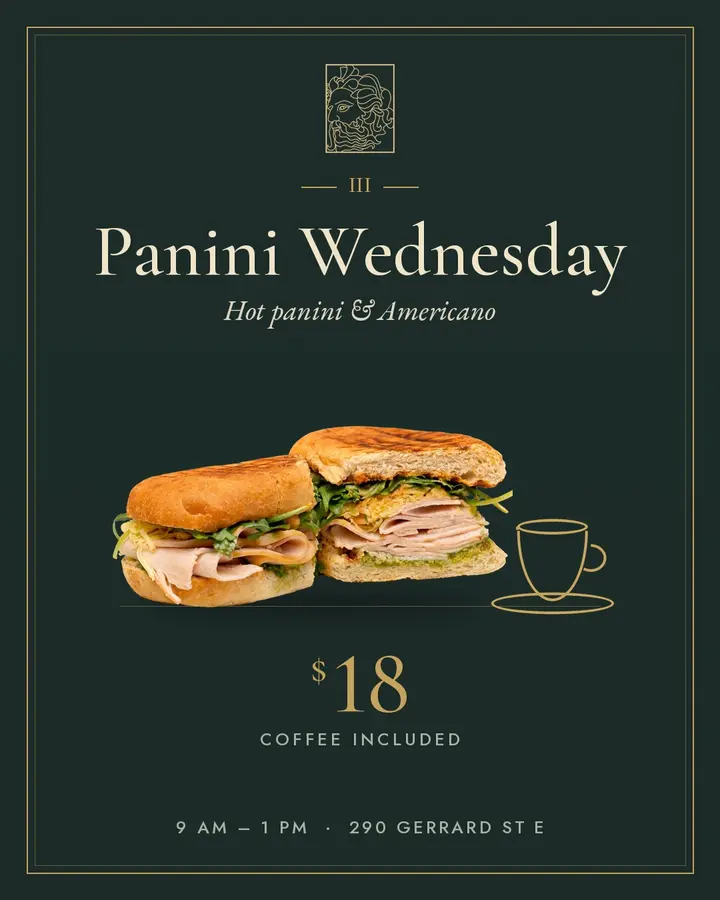 III
Panini Wednesday
Hot panini & Americano
$18
COFFEE INCLUDED
9 AM – 1 PM · 290 GERRARD ST E